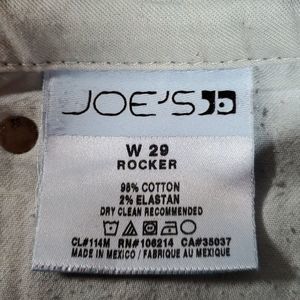 JOE'S
W 29
ROCKER
98% COTTON
2% ELASTAN
DRY CLEAN RECOMMENDED
CL#114M RN#106214 CA#35037
MADE IN MEXICO / FABRIQUE AU MEXIQUE